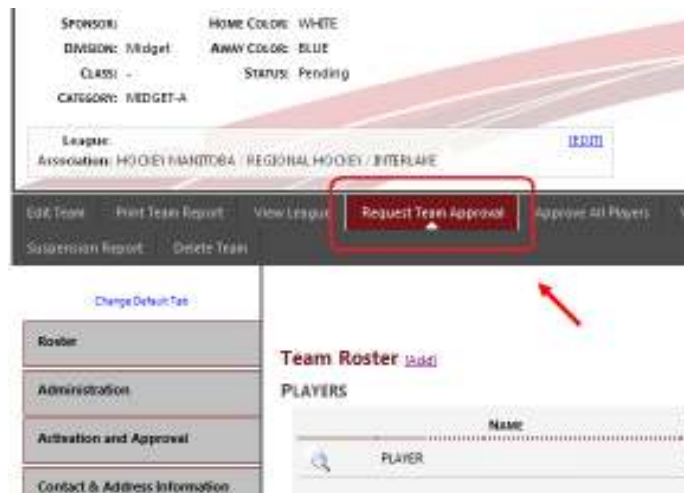 SPONSOR: HOME COLOR: WHITE
DIVISION: Midget AWAY COLOR: BLUE
CLASS: - STATUS: Pending
CATEGORY: MIDGET-A
League: [EDIT]
Association: HOCKEY MANITOBA / REGIONAL HOCKEY / INTERLAKE
Edit Team Print Team Report View League Request Team Approval Approve All Players
Suspension Report Delete Team
Change Default Tab
Roster
Team Roster [Add]
Administration
PLAYERS
NAME
Activation and Approval
PLAYER
Contact & Address Information